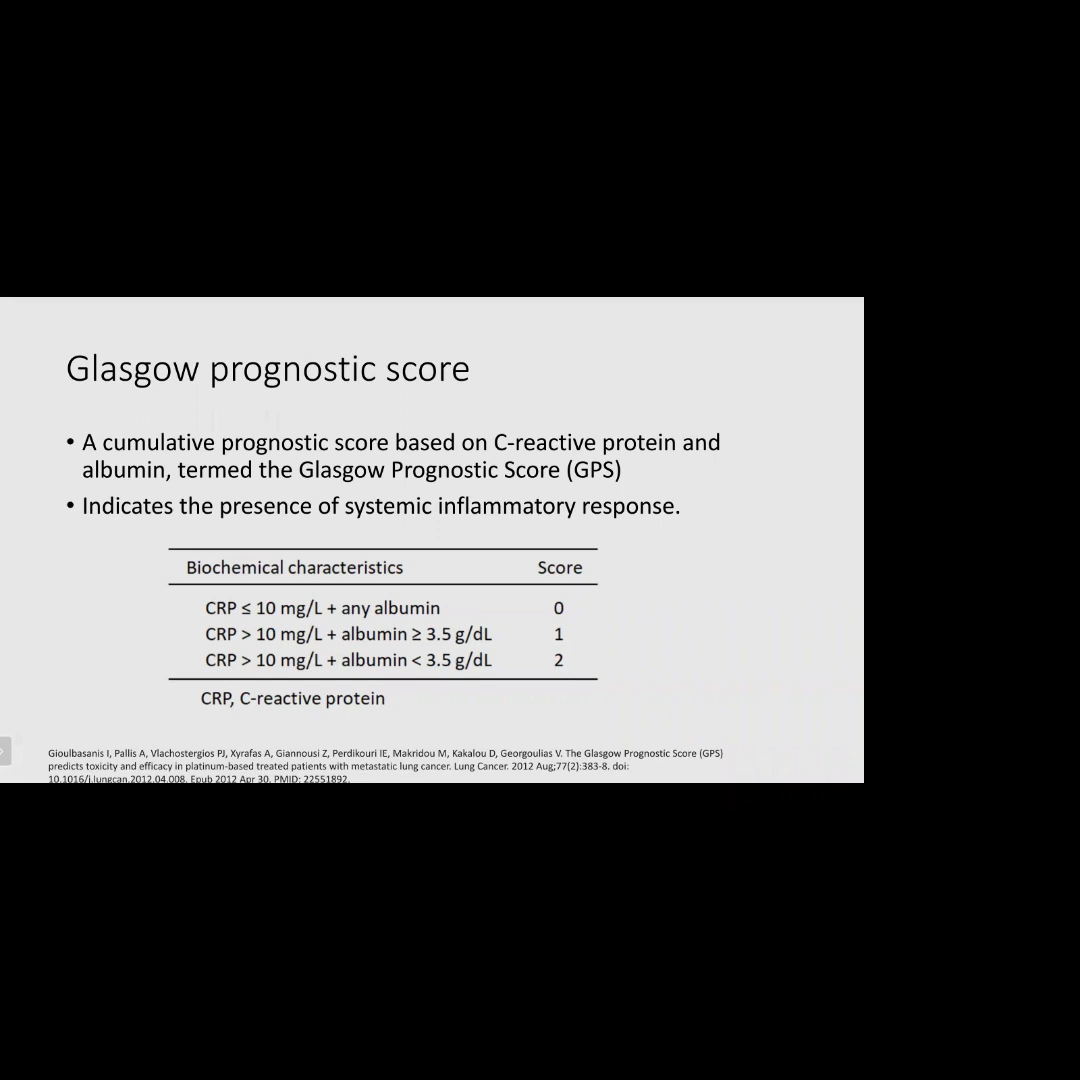 Glasgow prognostic score
• A cumulative prognostic score based on C-reactive protein and
albumin, termed the Glasgow Prognostic Score (GPS)
• Indicates the presence of systemic inflammatory response.
Biochemical characteristics Score
CRP ≤ 10 mg/L + any albumin 0
CRP > 10 mg/L + albumin ≥ 3.5 g/dL 1
CRP > 10 mg/L + albumin < 3.5 g/dL 2
CRP, C-reactive protein
Gioulbasanis I, Pallis A, Vlachostergios PJ, Xyrafas A, Giannousi Z, Perdikouri IE, Makridou M, Kakalou D, Georgoulias V. The Glasgow Prognostic Score (GPS)
predicts toxicity and efficacy in platinum-based treated patients with metastatic lung cancer. Lung Cancer. 2012 Aug;77(2):383-8. doi:
10.1016/j.lungcan.2012.04.008. Epub 2012 Apr 30. PMID: 22551892.